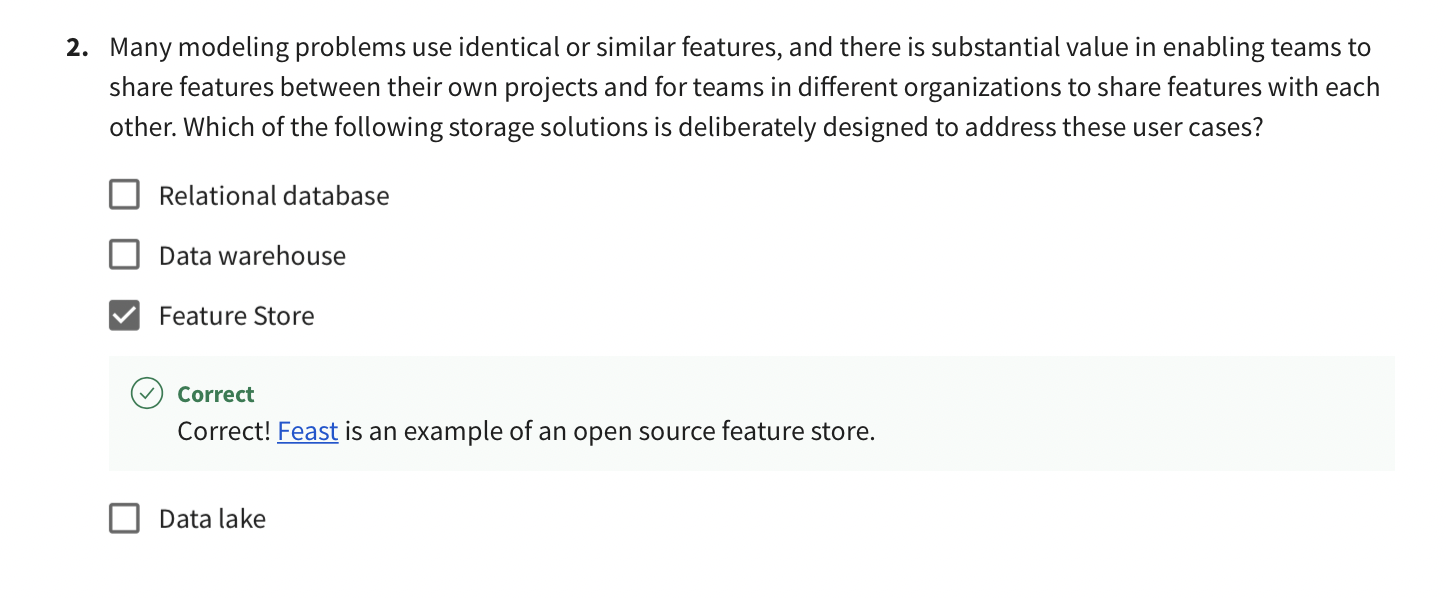 2. Many modeling problems use identical or similar features, and there is substantial value in enabling teams to
share features between their own projects and for teams in different organizations to share features with each
other. Which of the following storage solutions is deliberately designed to address these user cases?
Relational database
Data warehouse
Feature Store
Correct
Correct! Feast is an example of an open source feature store.
Data lake